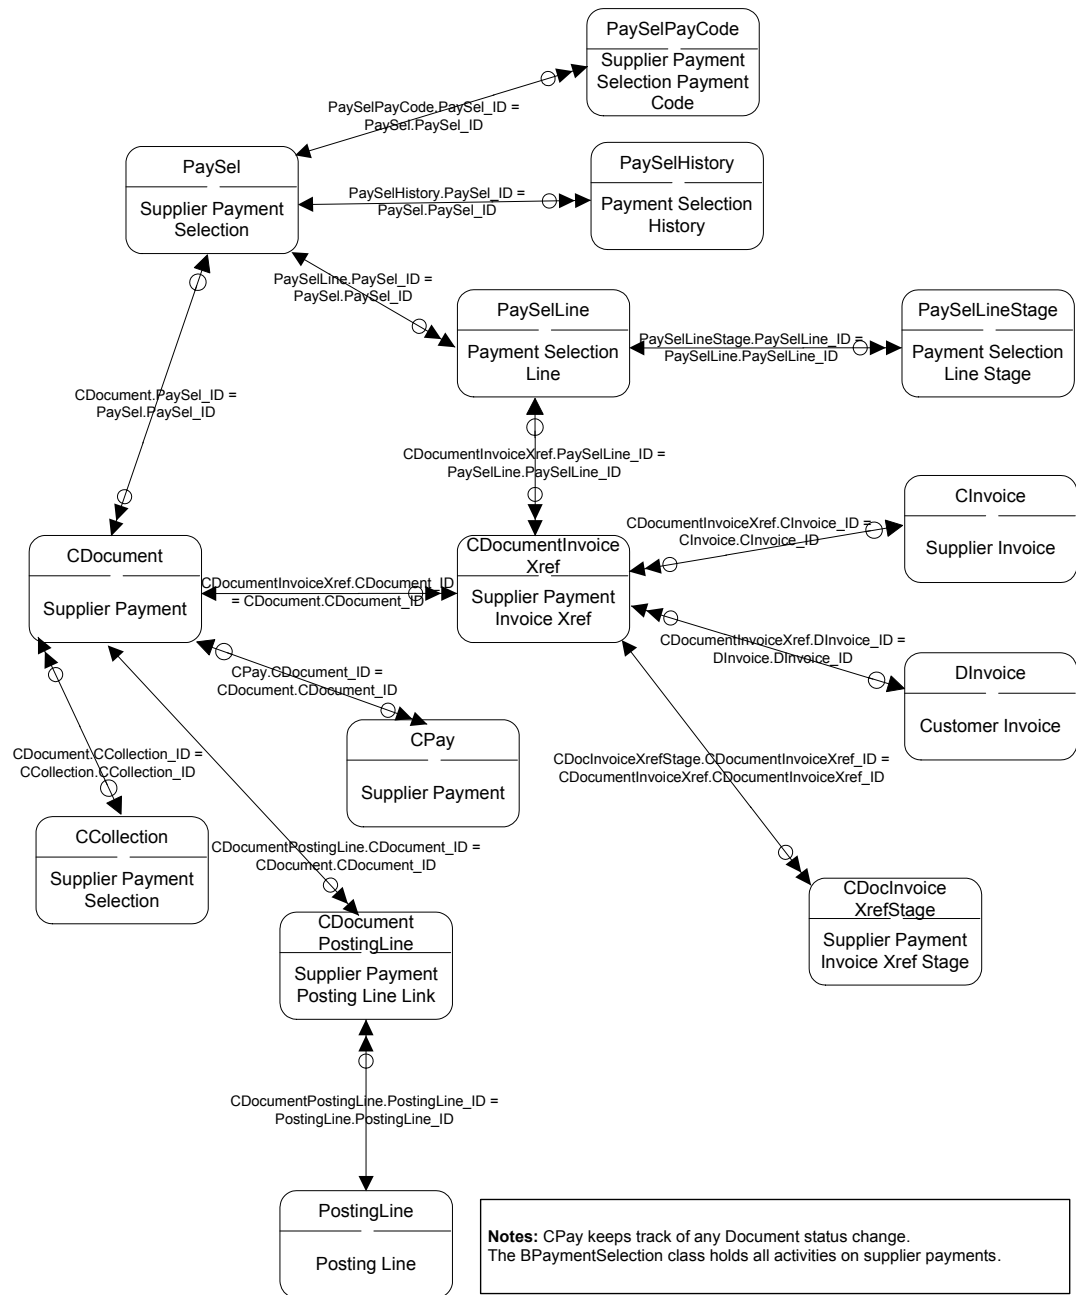 PaySelPayCode
Supplier Payment
Selection Payment
Code
PaySelPayCode.PaySel_ID =
PaySel.PaySel_ID
PaySel
Supplier Payment
Selection
PaySelHistory
Payment Selection
History
PaySelHistory.PaySel_ID =
PaySel.PaySel_ID
PaySelLine.PaySel_ID =
PaySel.PaySel_ID
PaySelLine
Payment Selection
Line
PaySelLineStage.PaySelLine_ID =
PaySelLine.PaySelLine_ID
PaySelLineStage
Payment Selection
Line Stage
CDocument.PaySel_ID =
PaySel.PaySel_ID
CDocumentInvoiceXref.PaySelLine_ID =
PaySelLine.PaySelLine_ID
CDocument
Supplier Payment
CDocumentInvoiceXref.CDocument_ID
= CDocument.CDocument_ID
CDocumentInvoice
Xref
Supplier Payment
Invoice Xref
CDocumentInvoiceXref.CInvoice_ID =
CInvoice.CInvoice_ID
CInvoice
Supplier Invoice
CDocumentInvoiceXref.DInvoice_ID =
DInvoice.DInvoice_ID
DInvoice
Customer Invoice
CPay.CDocument_ID =
CDocument.CDocument_ID
CPay
Supplier Payment
CDocument.CCollection_ID =
CCollection.CCollection_ID
CCollection
Supplier Payment
Selection
CDocInvoiceXrefStage.CDocumentInvoiceXref_ID =
CDocumentInvoiceXref.CDocumentInvoiceXref_ID
CDocumentPostingLine.CDocument_ID =
CDocument.CDocument_ID
CDocInvoice
XrefStage
Supplier Payment
Invoice Xref Stage
CDocument
PostingLine
Supplier Payment
Posting Line Link
CDocumentPostingLine.PostingLine_ID =
PostingLine.PostingLine_ID
PostingLine
Posting Line
Notes: CPay keeps track of any Document status change.
The BPaymentSelection class holds all activities on supplier payments.